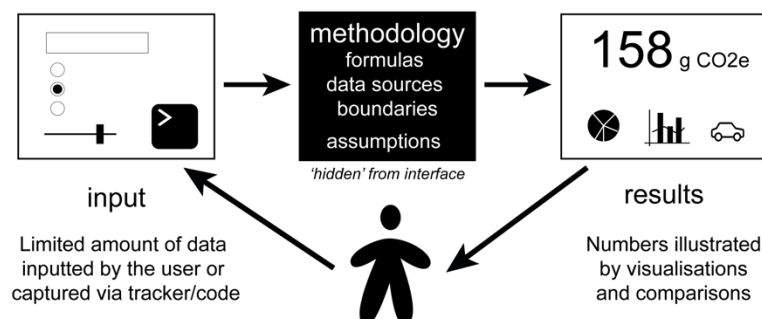 methodology
formulas
data sources
boundaries
assumptions
'hidden' from interface
158 g CO2e
input
Limited amount of data
inputted by the user or
captured via tracker/code
results
Numbers illustrated
by visualisations
and comparisons